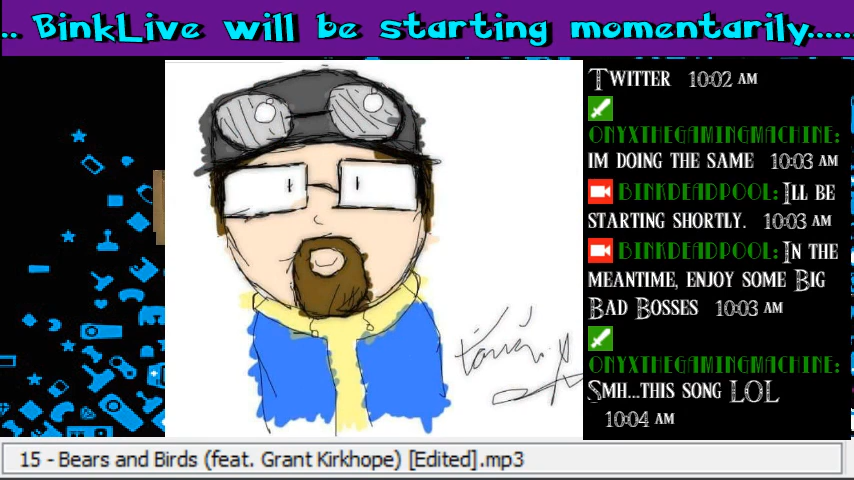 .. BinkLive will be starting momentarily......
Twitter 10:02 AM
OnyxTheGamingMachine:
im doing the same 10:03 AM
BinkDeadpool: Ill be
starting shortly. 10:03 AM
BinkDeadpool: In the
meantime, enjoy some Big
Bad Bosses 10:03 AM
OnyxTheGamingMachine:
Smh...this song LOL
10:04 AM
15 - Bears and Birds (feat. Grant Kirkhope) [Edited].mp3